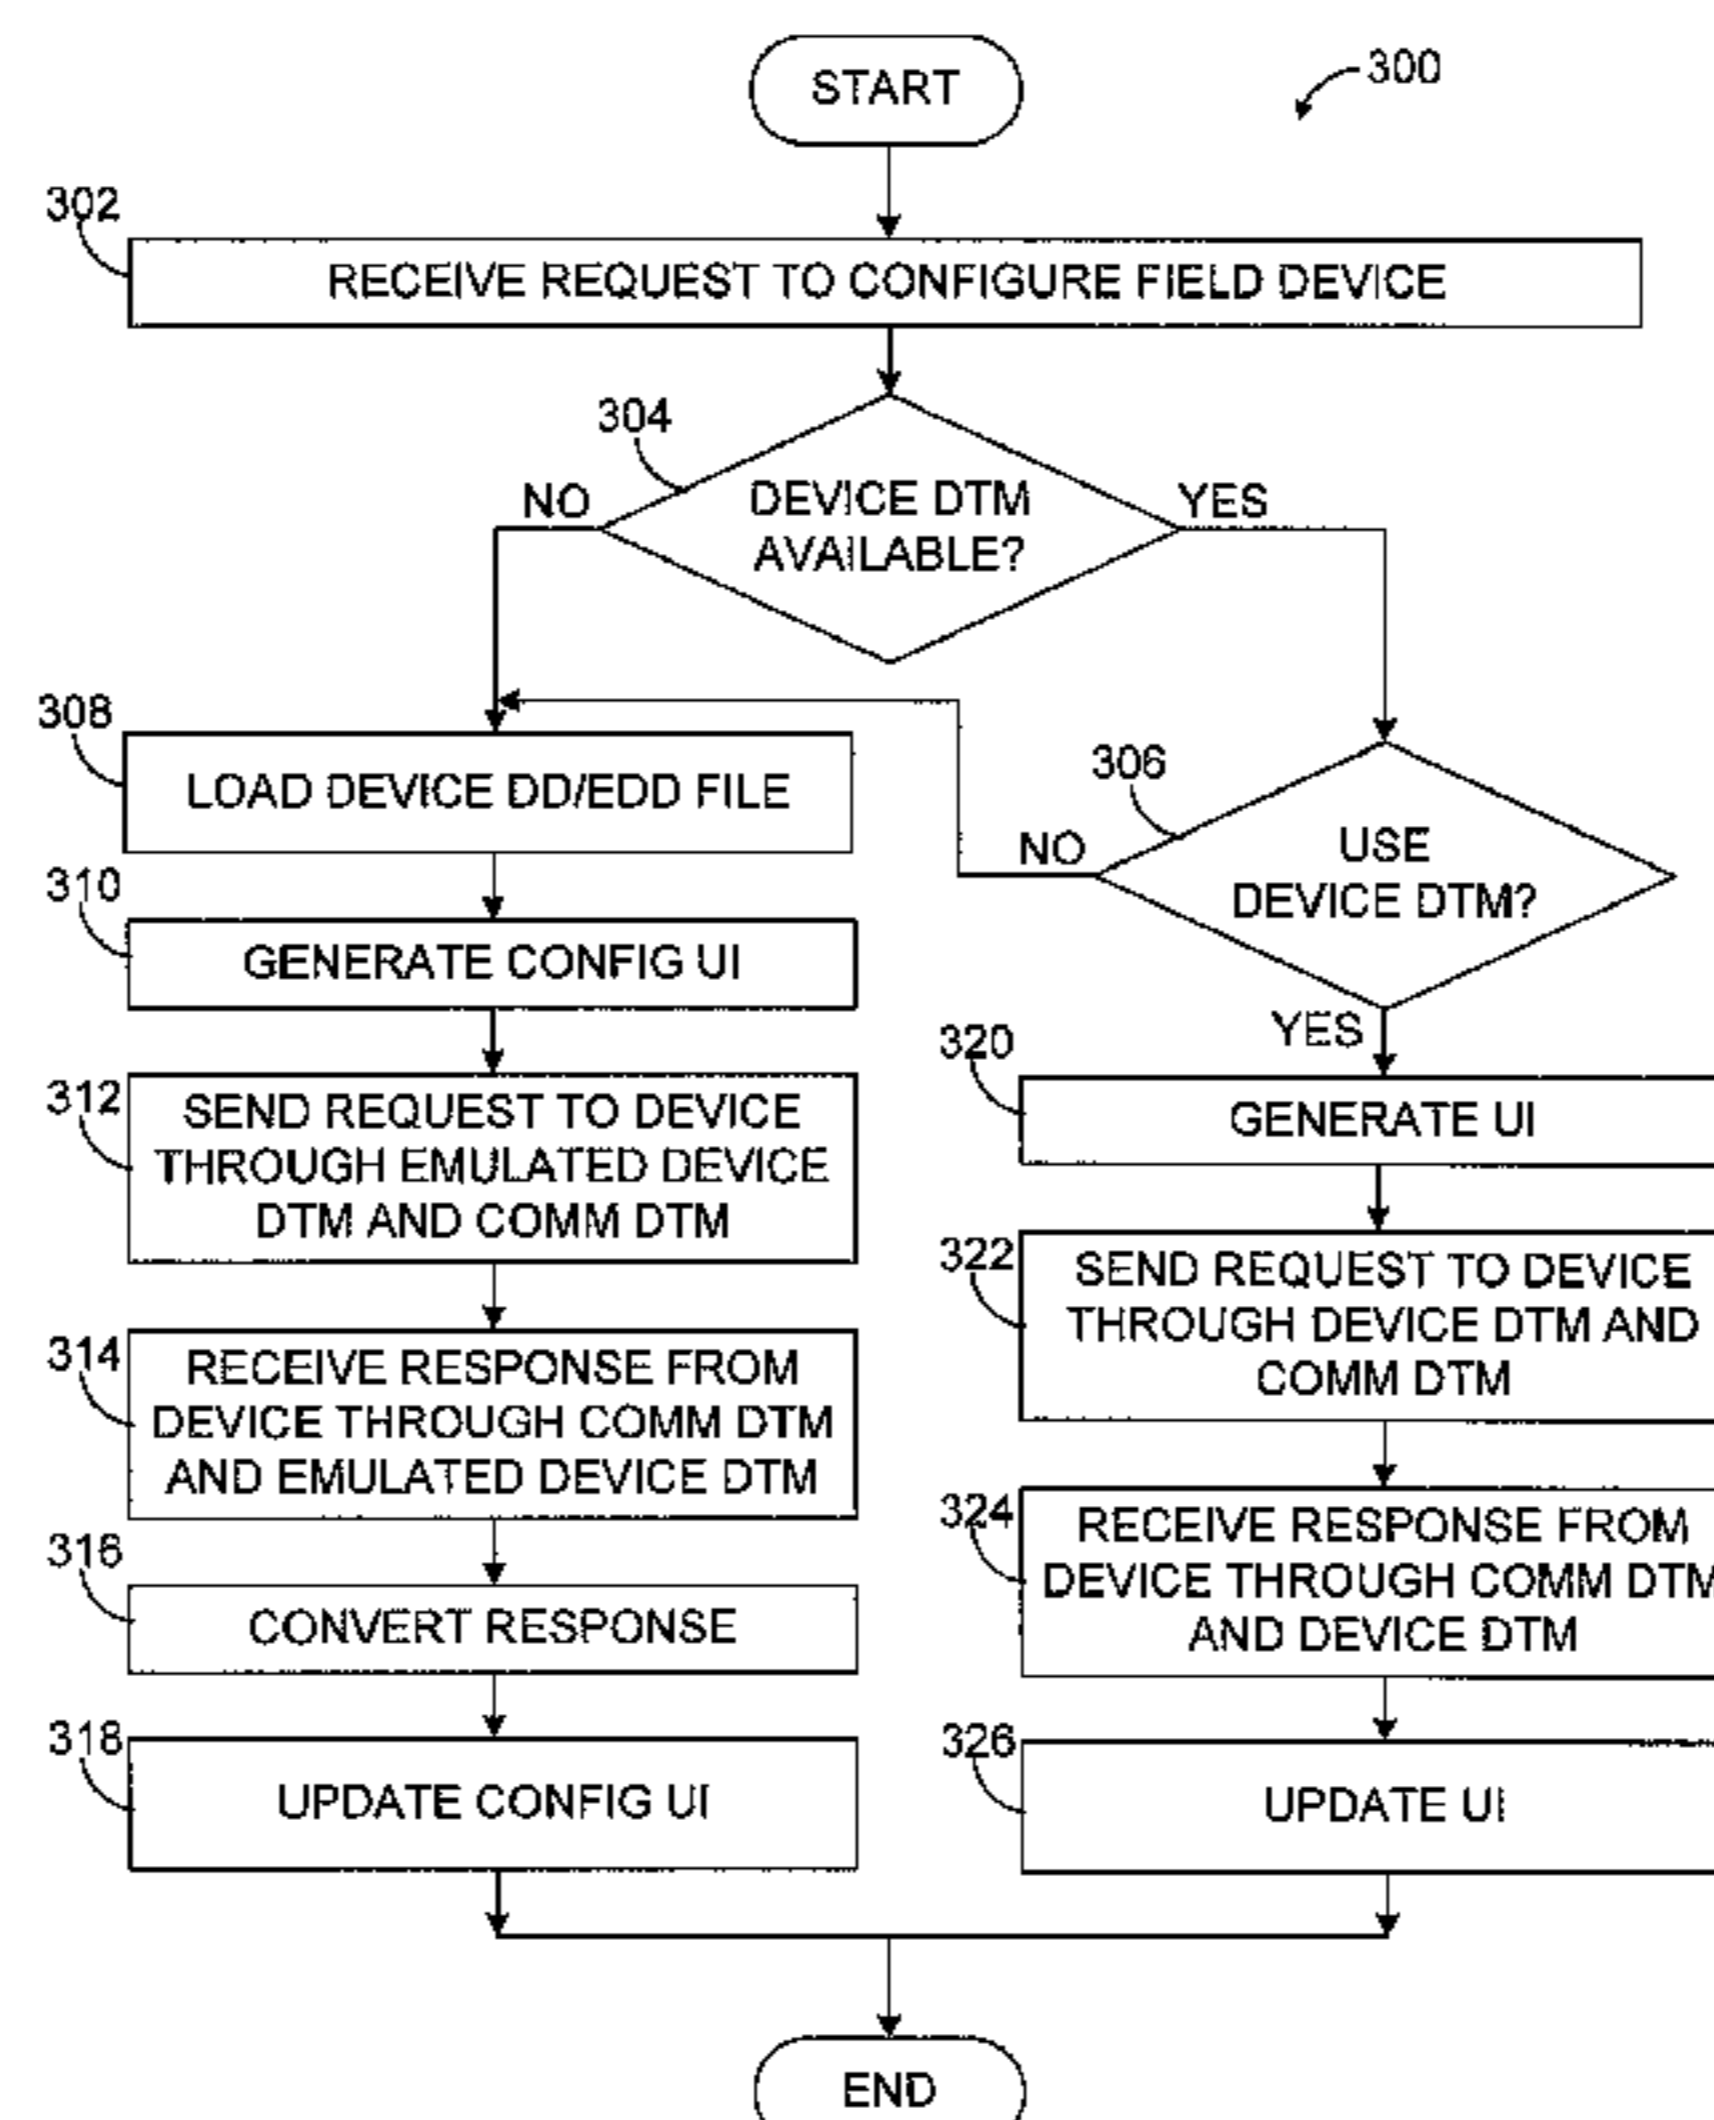 START
300
302
RECEIVE REQUEST TO CONFIGURE FIELD DEVICE
304
NO
DEVICE DTM
AVAILABLE?
YES
308
LOAD DEVICE DD/EDD FILE
306
NO
USE
DEVICE DTM?
YES
310
GENERATE CONFIG UI
312
SEND REQUEST TO DEVICE
THROUGH EMULATED DEVICE
DTM AND COMM DTM
314
RECEIVE RESPONSE FROM
DEVICE THROUGH COMM DTM
AND EMULATED DEVICE DTM
316
CONVERT RESPONSE
318
UPDATE CONFIG UI
320
GENERATE UI
322
SEND REQUEST TO DEVICE
THROUGH DEVICE DTM AND
COMM DTM
324
RECEIVE RESPONSE FROM
DEVICE THROUGH COMM DTM
AND DEVICE DTM
326
UPDATE UI
END